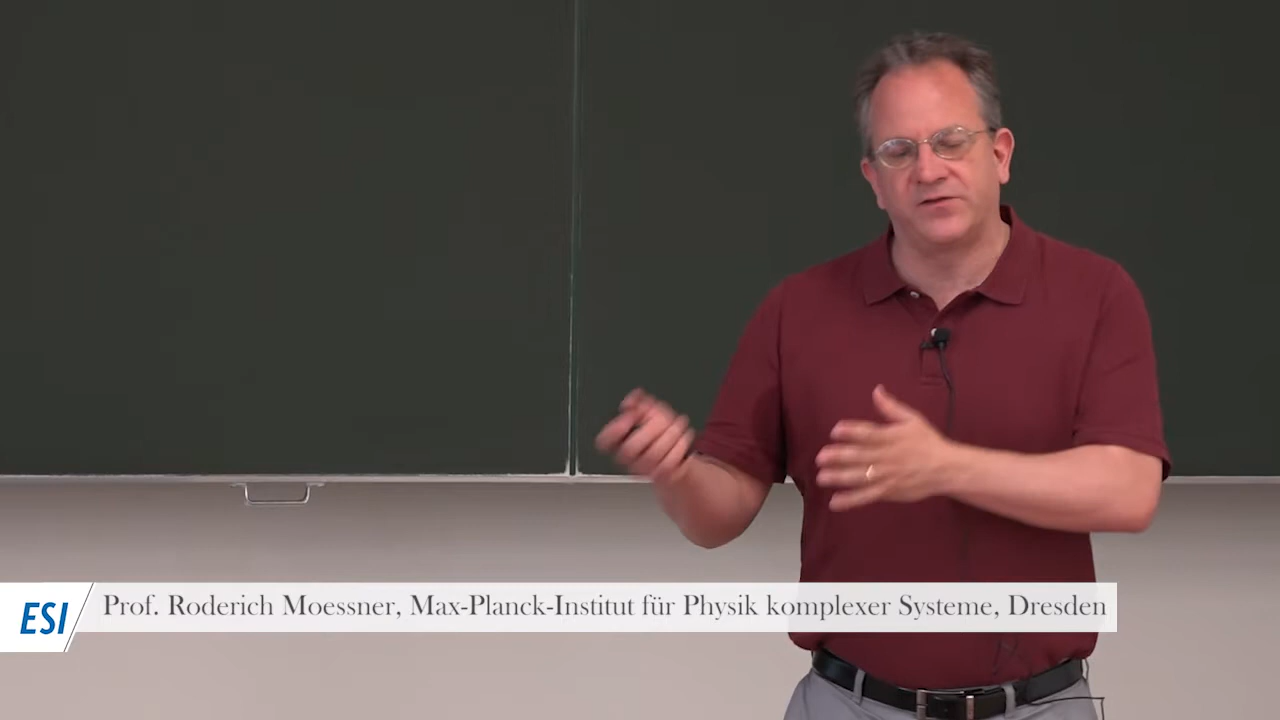 ESI
Prof. Roderich Moessner, Max-Planck-Institut für Physik komplexer Systeme, Dresden